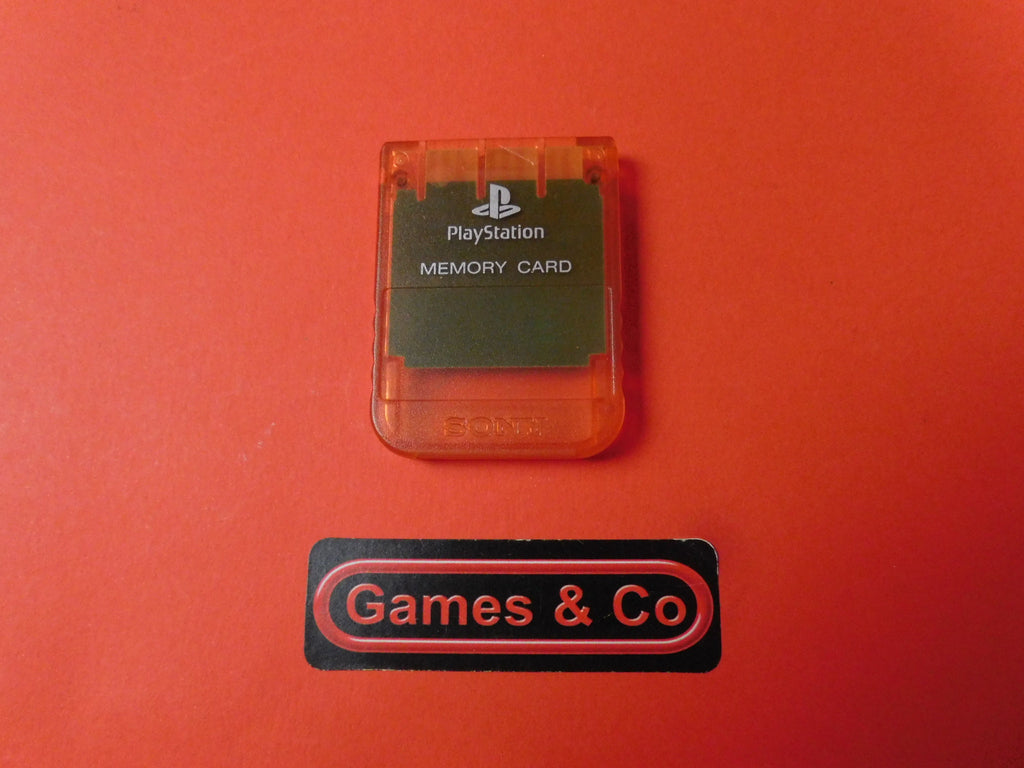 PlayStation
MEMORY CARD
SONY
Games & Co